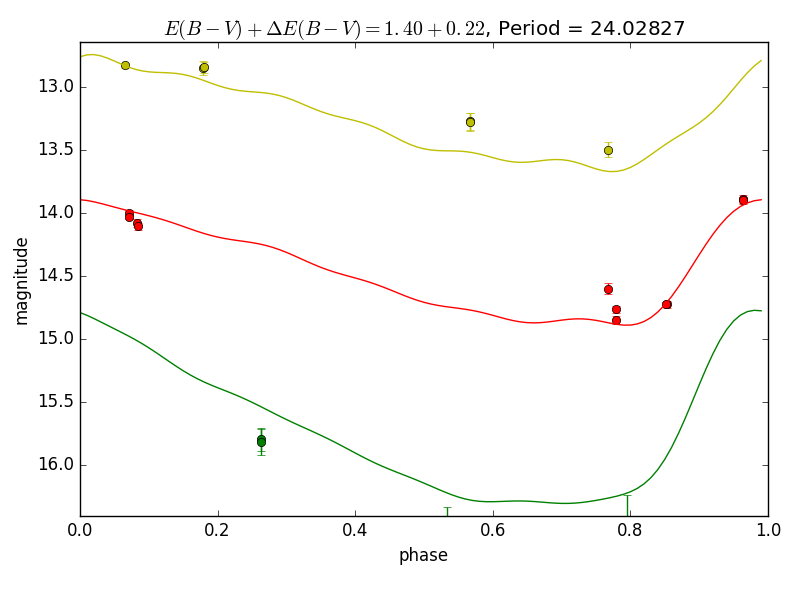 E(B − V) + ΔE(B − V) = 1.40 + 0.22, Period = 24.02827
13.0
13.5
14.0
14.5
15.0
15.5
16.0
magnitude
0.0 0.2 0.4 0.6 0.8 1.0
phase